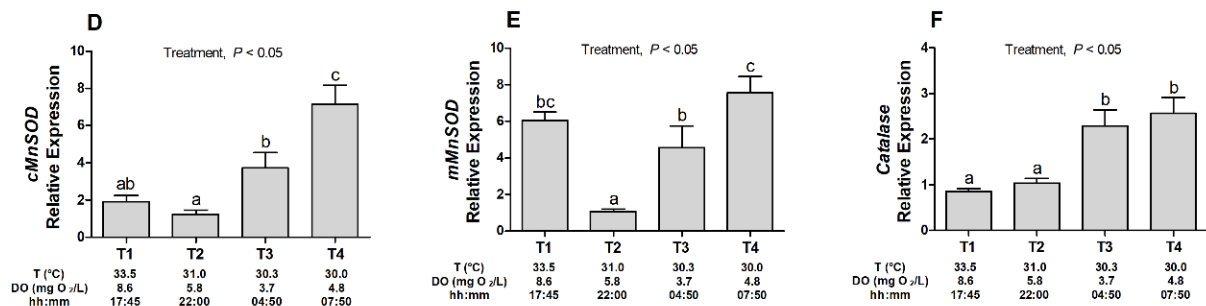 D
Treatment, P < 0.05
cMnSOD
Relative Expression
10
8
6
4
2
0
ab
a
b
c
T1 T2 T3 T4
T (°C) 33.5 31.0 30.3 30.0
DO (mg O2/L) 8.6 5.8 3.7 4.8
hh:mm 17:45 22:00 04:50 07:50
E
Treatment, P < 0.05
mMnSOD
Relative Expression
10
8
6
4
2
0
bc
a
b
c
T1 T2 T3 T4
T (°C) 33.5 31.0 30.3 30.0
DO (mg O2/L) 8.6 5.8 3.7 4.8
hh:mm 17:45 22:00 04:50 07:50
F
Treatment, P < 0.05
Catalase
Relative Expression
4
3
2
1
0
a
a
b
b
T1 T2 T3 T4
T (°C) 33.5 31.0 30.3 30.0
DO (mg O2/L) 8.6 5.8 3.7 4.8
hh:mm 17:45 22:00 04:50 07:50